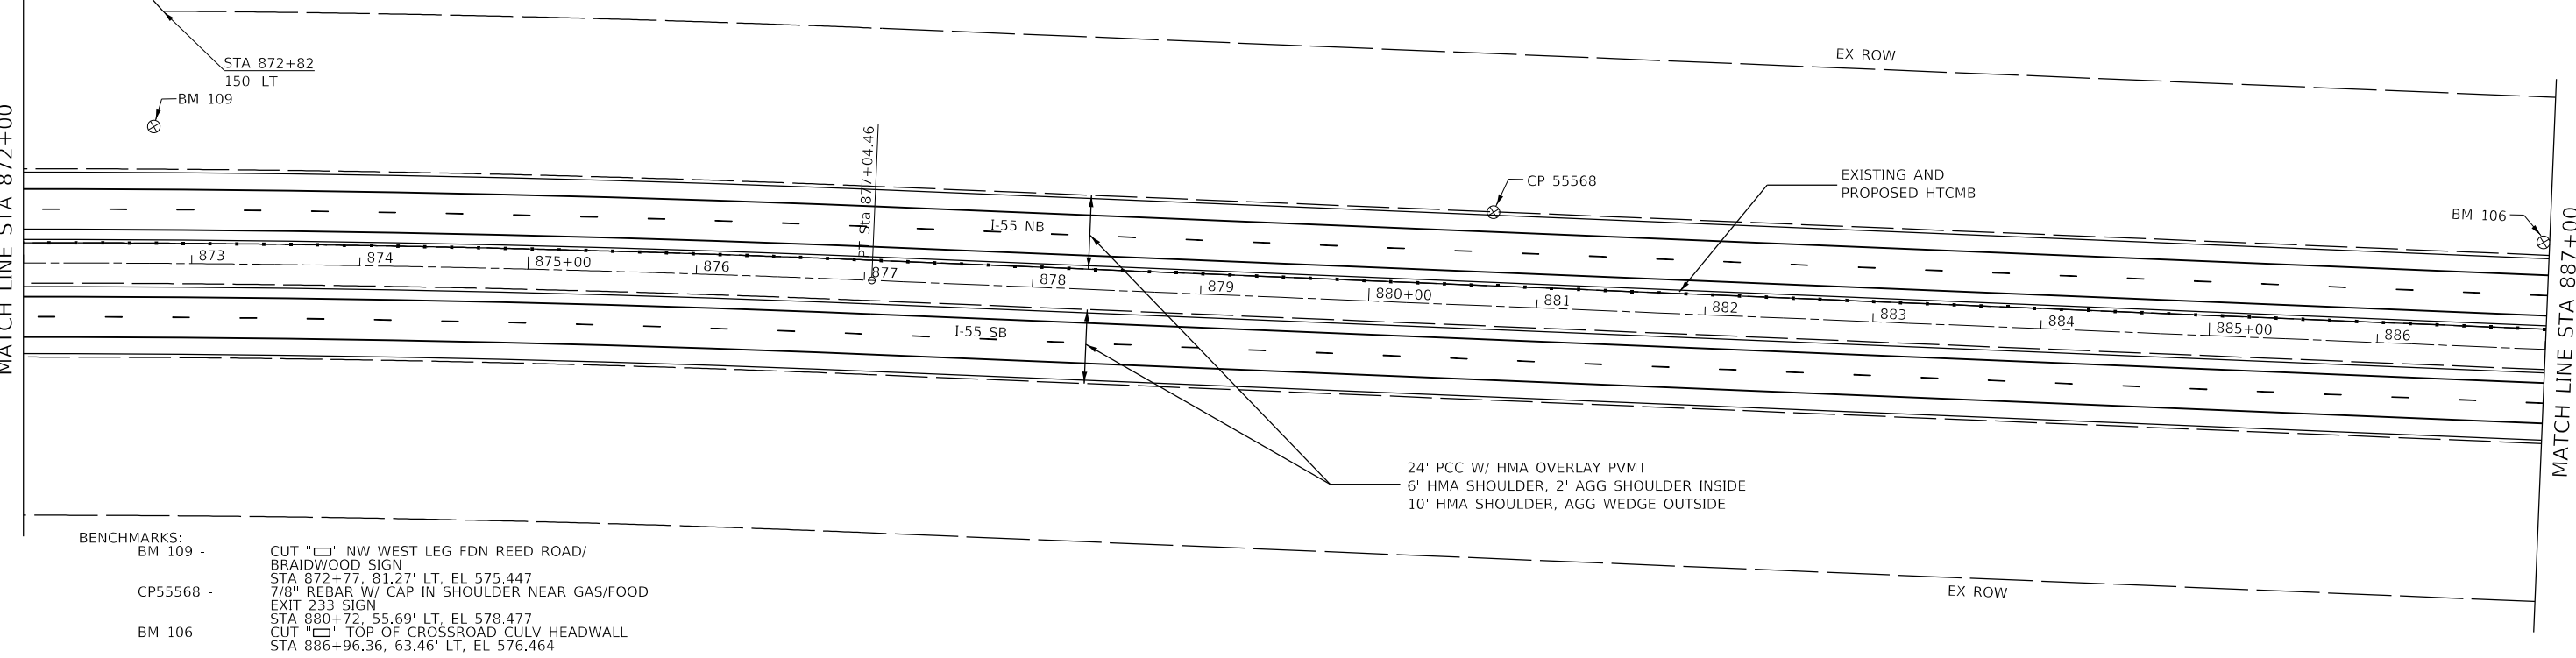 MATCH LINE STA 872+00
STA 872+82
150' LT
BM 109
EX ROW
PT Sta 877+04.46
CP 55568
EXISTING AND
PROPOSED HTCMB
BM 106
MATCH LINE STA 887+00
I-55 NB
873
874
875+00
876
877
878
879
880+00
881
882
883
884
885+00
886
I-55 SB
24' PCC W/ HMA OVERLAY PVMT
6' HMA SHOULDER, 2' AGG SHOULDER INSIDE
10' HMA SHOULDER, AGG WEDGE OUTSIDE
EX ROW
BENCHMARKS:
BM 109 - CUT "▭" NW WEST LEG FDN REED ROAD/
BRAIDWOOD SIGN
STA 872+77, 81.27' LT, EL 575.447
CP55568 - 7/8" REBAR W/ CAP IN SHOULDER NEAR GAS/FOOD
EXIT 233 SIGN
STA 880+72, 55.69' LT, EL 578.477
BM 106 - CUT "▭" TOP OF CROSSROAD CULV HEADWALL
STA 886+96.36, 63.46' LT, EL 576.464